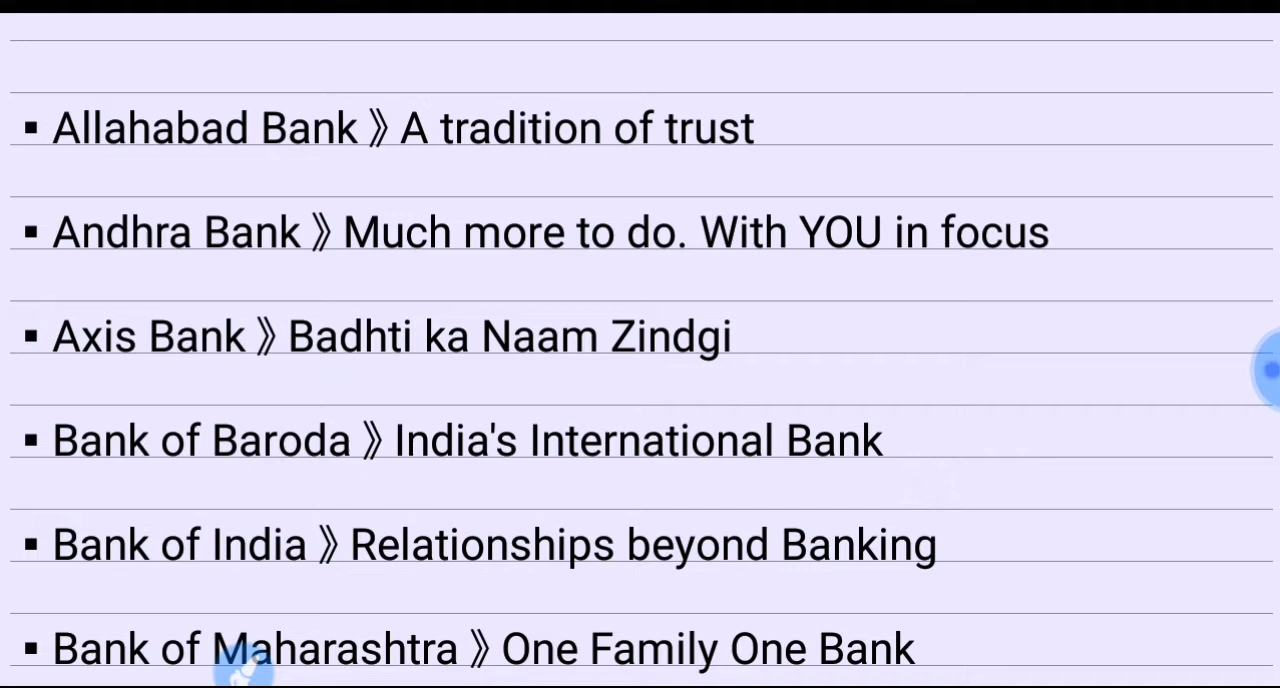 ▪ Allahabad Bank 》A tradition of trust
▪ Andhra Bank 》Much more to do. With YOU in focus
▪ Axis Bank 》Badhti ka Naam Zindgi
▪ Bank of Baroda 》India's International Bank
▪ Bank of India 》Relationships beyond Banking
▪ Bank of Maharashtra 》One Family One Bank